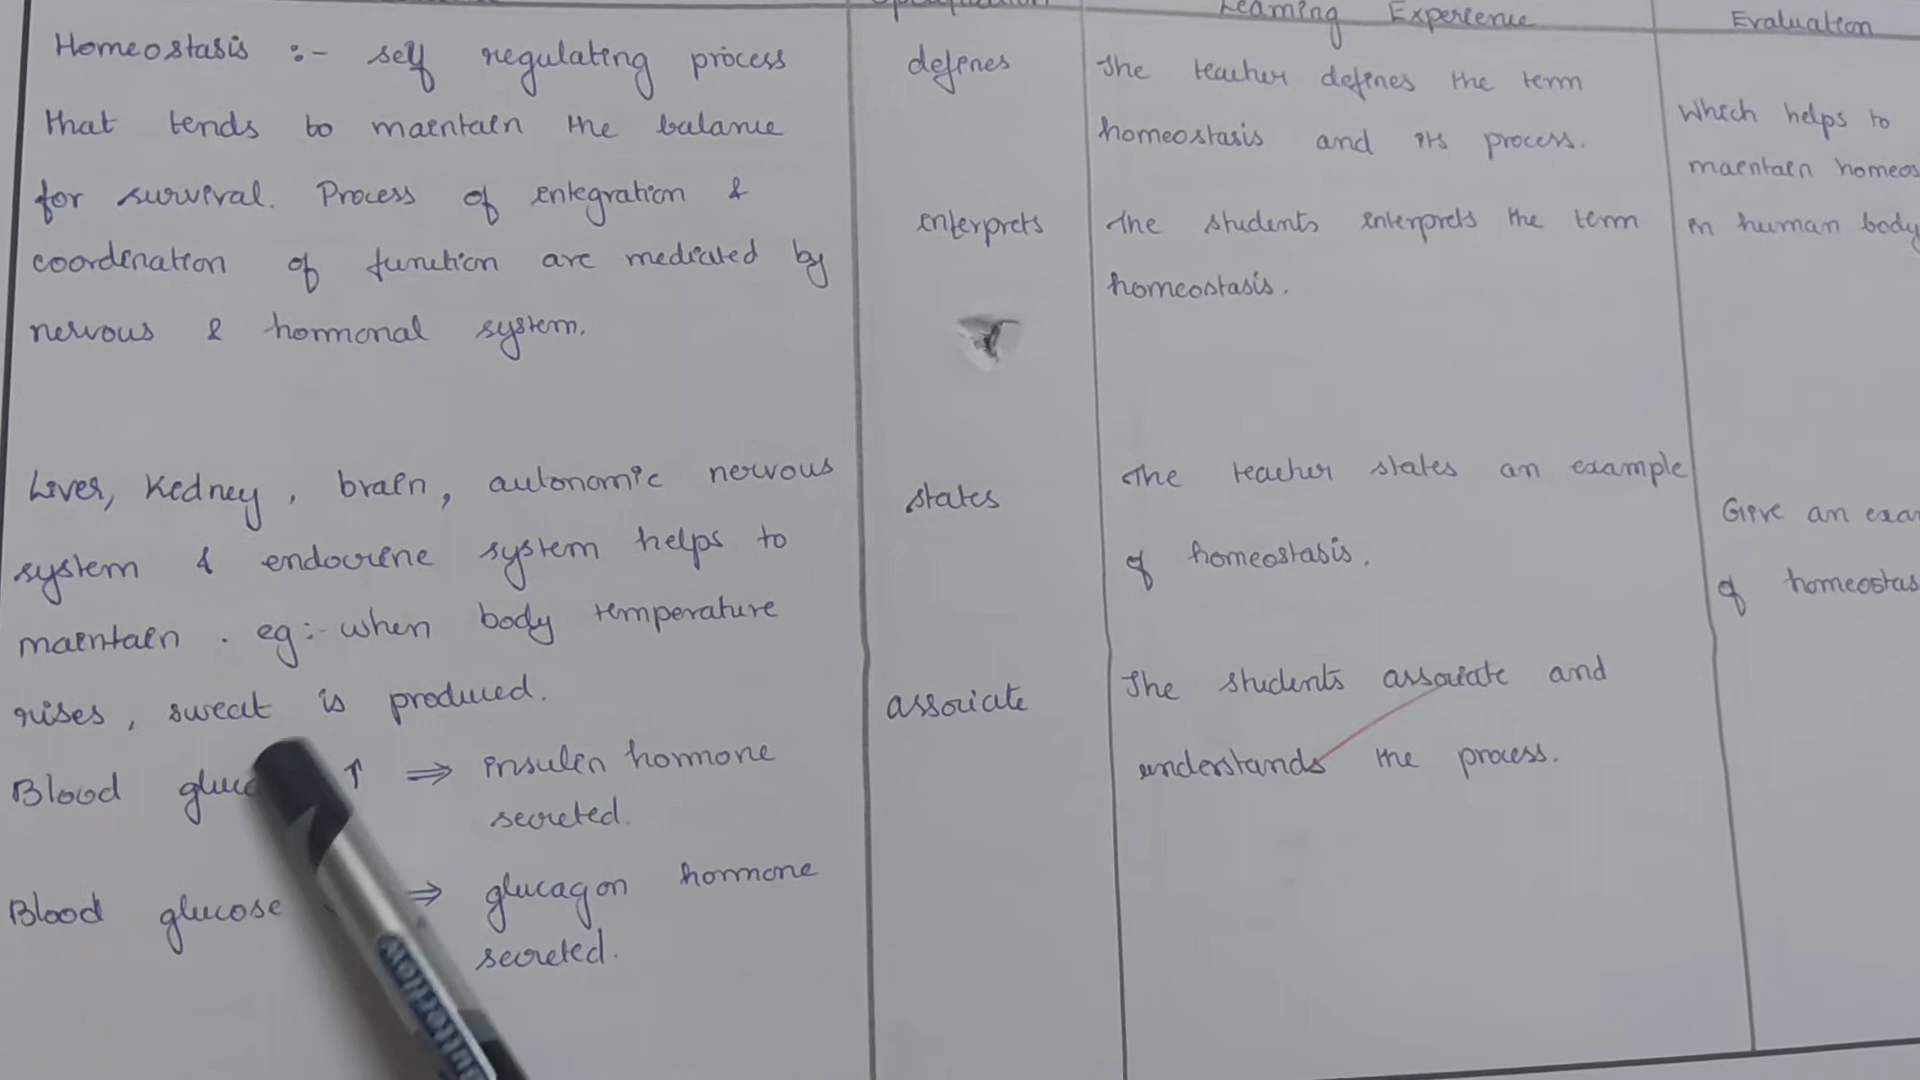 Learning Experience
Evaluation
Homeostasis :- self regulating process
that tends to maintain the balance
for survival. Process of integration &
coordination of function are mediated by
nervous & hormonal system.
Liver, Kidney, brain, autonomic nervous
system & endocrine system helps to
maintain. eg:- when body temperature
rises, sweat is produced.
Blood ↑ ⇒ insulin hormone
secreted.
Blood glucose ⇒ glucagon hormone
secreted.
defines
interprets
states
associate
The teacher defines the term
homeostasis and its process.
The students interprets the term
homeostasis.
The teacher states an example
of homeostasis.
The students associate and
understands the process.
Which helps to
maintain
in human body
Give an
of